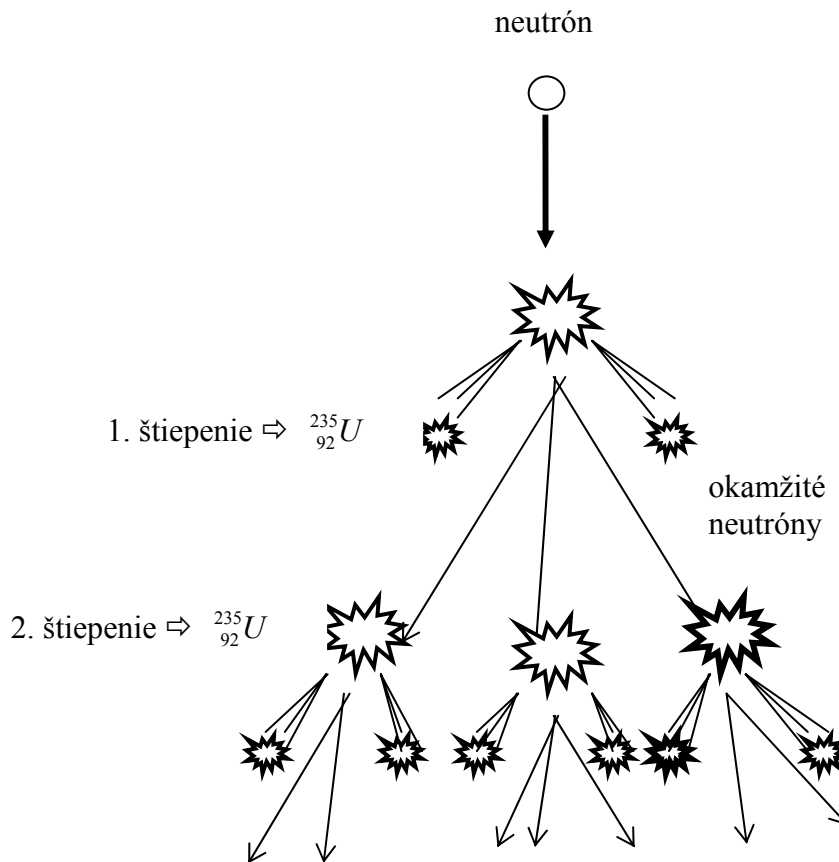 neutrón
1. štiepenie ⇨ ²³⁵₉₂U
okamžité
neutróny
2. štiepenie ⇨ ²³⁵₉₂U